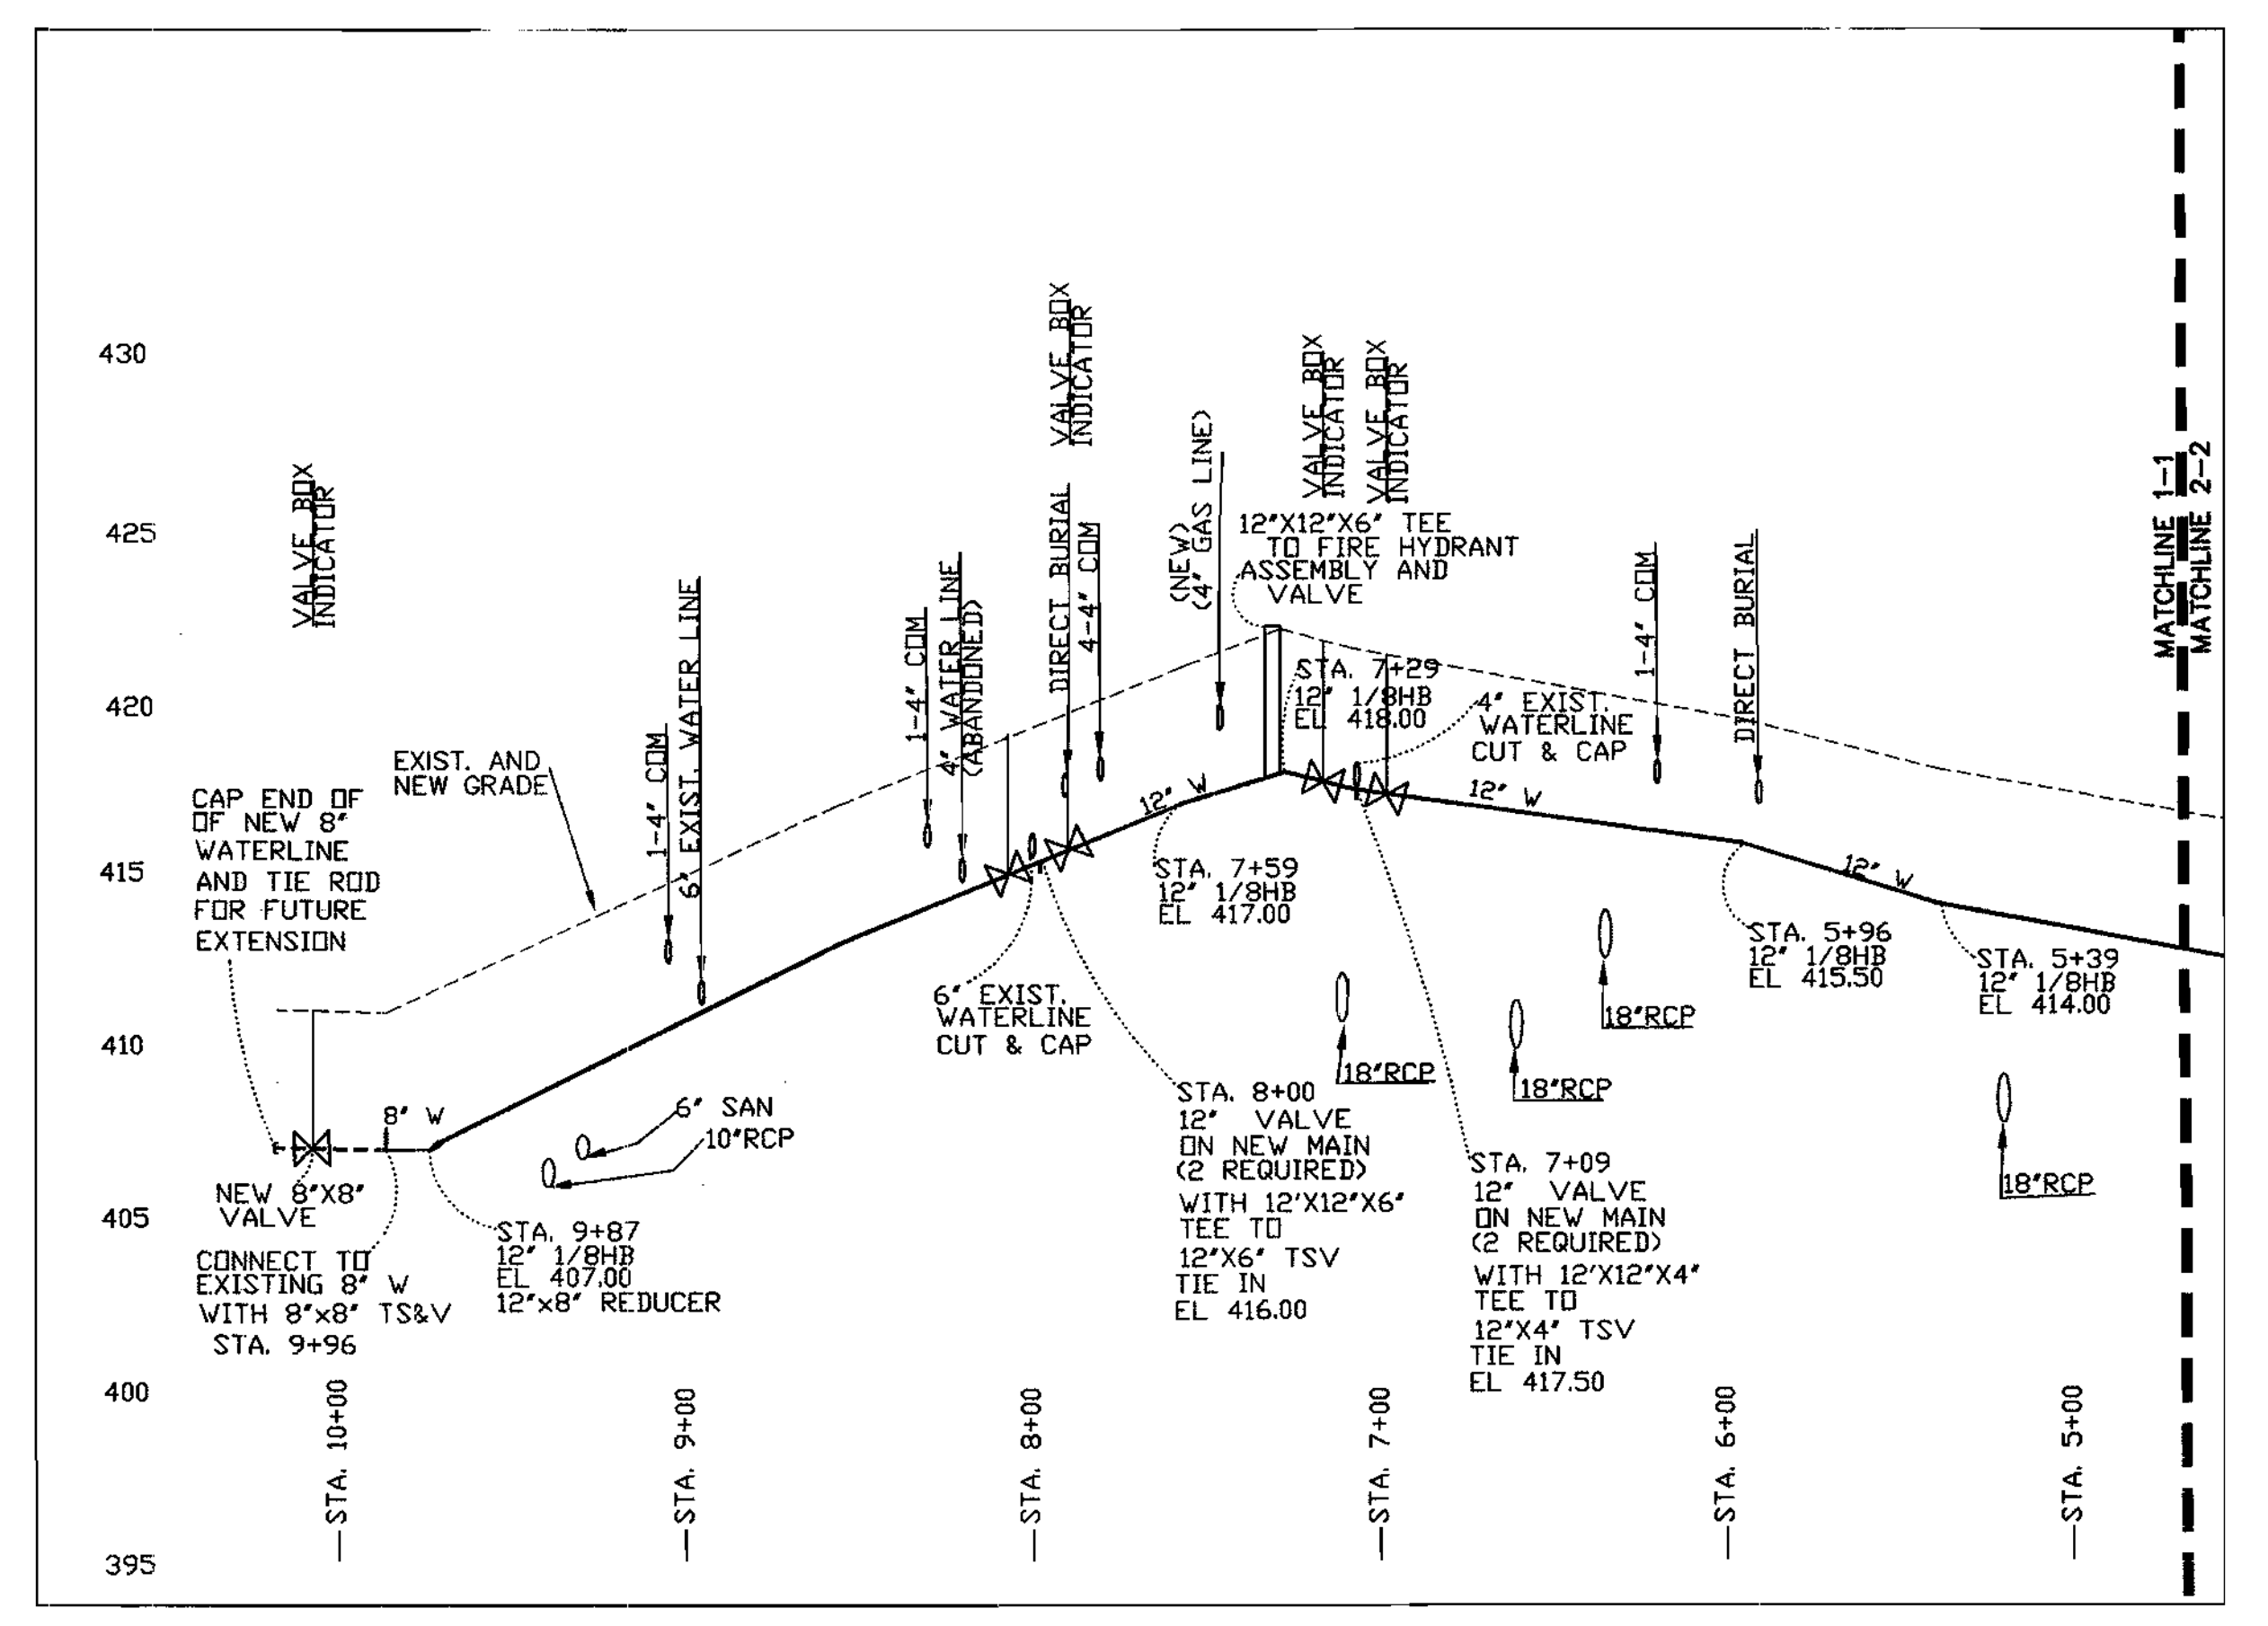 430
425
420
415
410
405
400
395
VALVE BOX
INDICATOR
VALVE BOX
INDICATOR
VALVE BOX
INDICATOR
VALVE BOX
INDICATOR
1-4" COM
6" EXIST. WATER LINE
1-4" COM
4" WATER LINE
(ABANDONED)
DIRECT BURIAL
4-4" COM
(NEW)
(4" GAS LINE)
12"X12"X6" TEE
TO FIRE HYDRANT
ASSEMBLY AND
VALVE
1-4" COM
DIRECT BURIAL
MATCHLINE 1-1
MATCHLINE 2-2
EXIST. AND
NEW GRADE
CAP END OF
OF NEW 8"
WATERLINE
AND TIE ROD
FOR FUTURE
EXTENSION
STA. 7+29
12" 1/8HB
EL 418.00
4" EXIST.
WATERLINE
CUT & CAP
12" W
12" W
12" W
8" W
STA. 7+59
12" 1/8HB
EL 417.00
6" EXIST.
WATERLINE
CUT & CAP
STA. 5+96
12" 1/8HB
EL 415.50
STA. 5+39
12" 1/8HB
EL 414.00
18"RCP
18"RCP
18"RCP
18"RCP
6" SAN
10"RCP
NEW 8"X8"
VALVE
CONNECT TO
EXISTING 8" W
WITH 8"x8" TS&V
STA. 9+96
STA. 9+87
12" 1/8HB
EL 407.00
12"x8" REDUCER
STA. 8+00
12" VALVE
ON NEW MAIN
(2 REQUIRED)
WITH 12'X12"X6"
TEE TO
12"X6" TSV
TIE IN
EL 416.00
STA. 7+09
12" VALVE
ON NEW MAIN
(2 REQUIRED)
WITH 12'X12"X4"
TEE TO
12"X4" TSV
TIE IN
EL 417.50
STA. 10+00
STA. 9+00
STA. 8+00
STA. 7+00
STA. 6+00
STA. 5+00